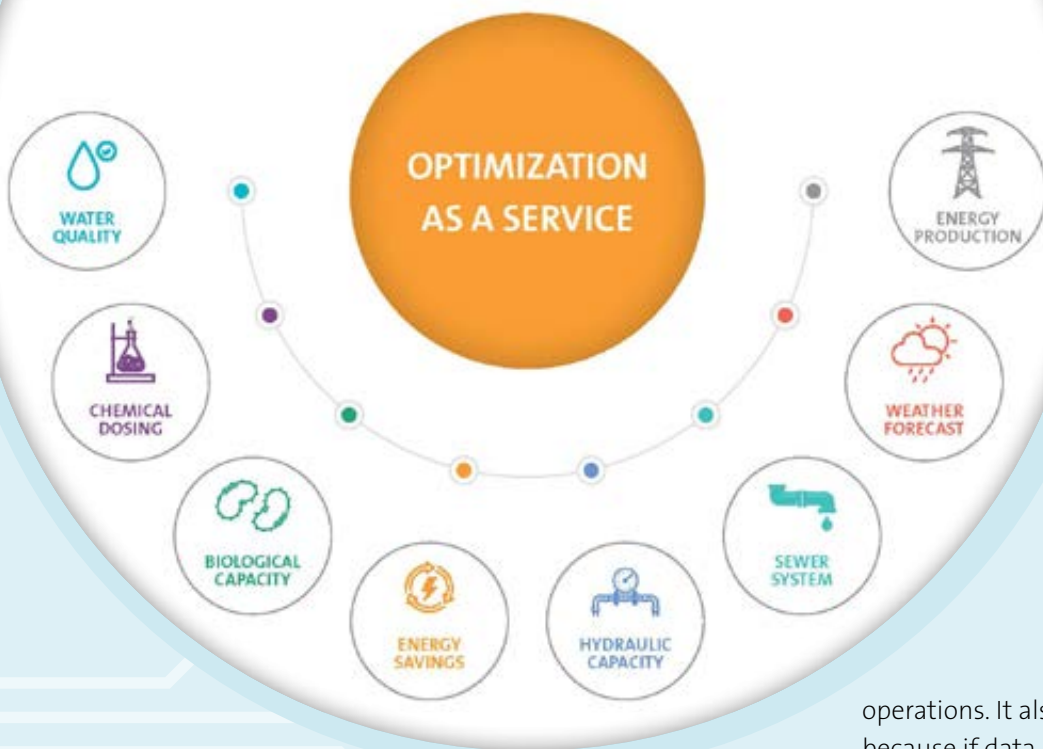 OPTIMIZATION
AS A SERVICE
WATER
QUALITY
CHEMICAL
DOSING
BIOLOGICAL
CAPACITY
ENERGY
SAVINGS
HYDRAULIC
CAPACITY
SEWER
SYSTEM
WEATHER
FORECAST
ENERGY
PRODUCTION
operations. It als
because if data